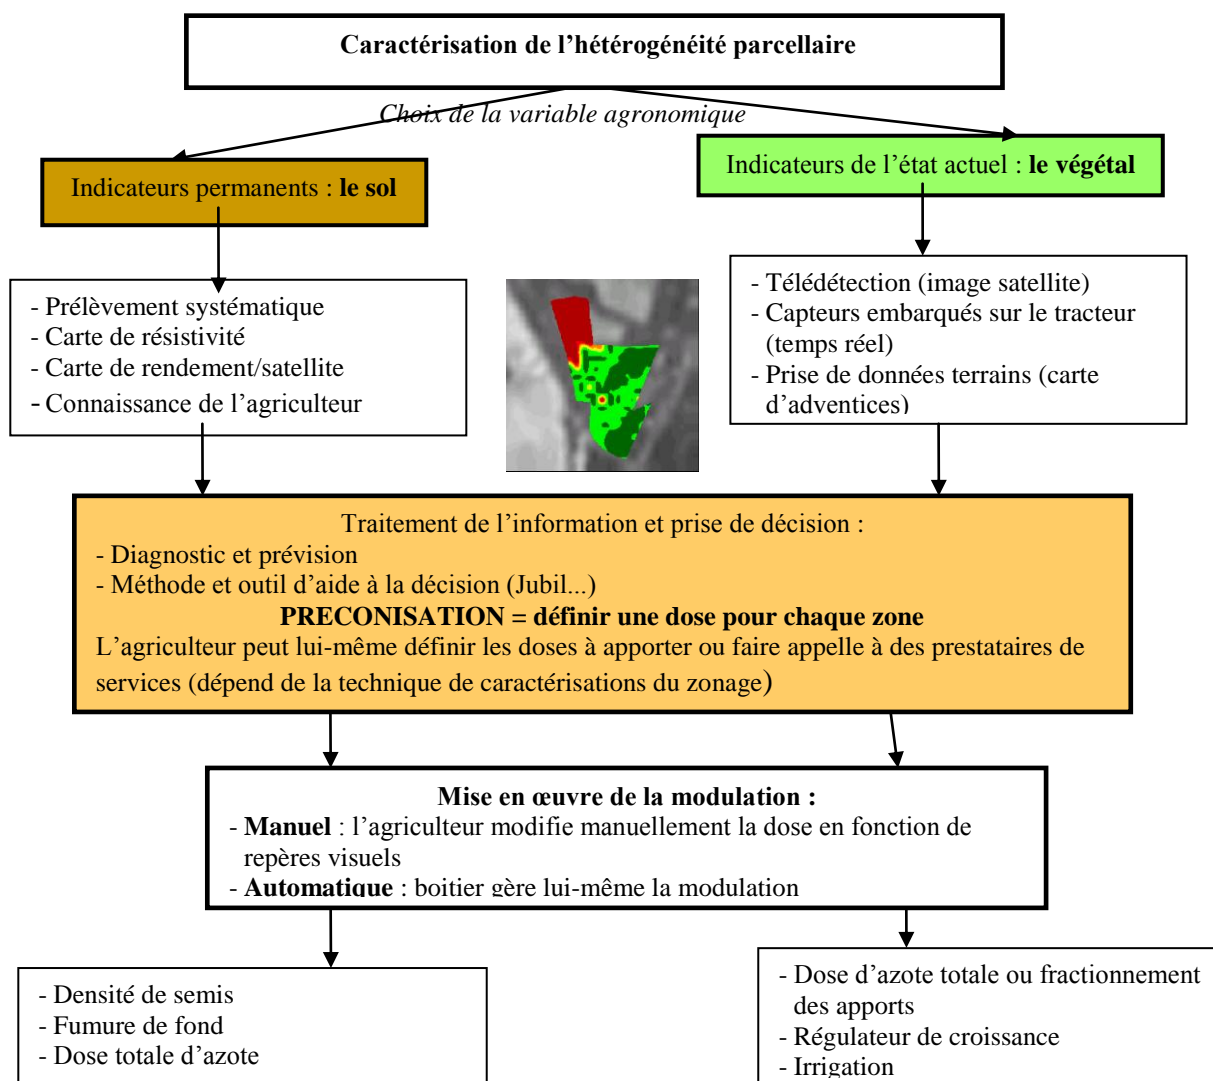 Caractérisation de l’hétérogénéité parcellaire
Choix de la variable agronomique
Indicateurs permanents : le sol
Indicateurs de l’état actuel : le végétal
- Prélèvement systématique
- Carte de résistivité
- Carte de rendement/satellite
- Connaissance de l’agriculteur
- Télédétection (image satellite)
- Capteurs embarqués sur le tracteur
(temps réel)
- Prise de données terrains (carte
d’adventices)
Traitement de l’information et prise de décision :
- Diagnostic et prévision
- Méthode et outil d’aide à la décision (Jubil...)
PRECONISATION = définir une dose pour chaque zone
L’agriculteur peut lui-même définir les doses à apporter ou faire appelle à des prestataires de
services (dépend de la technique de caractérisations du zonage)
Mise en œuvre de la modulation :
- Manuel : l’agriculteur modifie manuellement la dose en fonction de
repères visuels
- Automatique : boitier gère lui-même la modulation
- Densité de semis
- Fumure de fond
- Dose totale d’azote
- Dose d’azote totale ou fractionnement
des apports
- Régulateur de croissance
- Irrigation